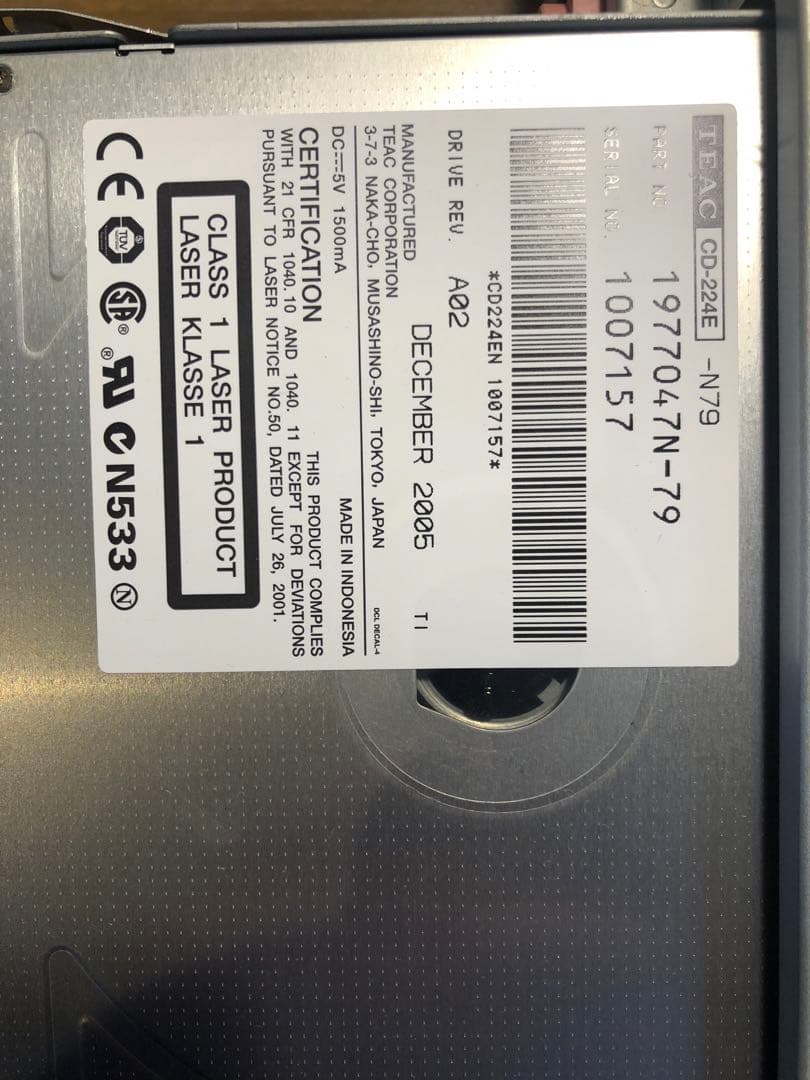 TEAC CD-224E -N79
PART NO 1977047N-79
SERIAL NO. 1007157
*CD224EN 1007157*
DRIVE REV. A02
MANUFACTURED DECEMBER 2005 TI
TEAC CORPORATION
3-7-3 NAKA-CHO, MUSASHINO-SHI, TOKYO, JAPAN DCL DECAL-4
DC⎓5V 1500mA MADE IN INDONESIA
CERTIFICATION THIS PRODUCT COMPLIES
WITH 21 CFR 1040.10 AND 1040. 11 EXCEPT FOR DEVIATIONS
PURSUANT TO LASER NOTICE NO.50, DATED JULY 26, 2001.
CLASS 1 LASER PRODUCT
LASER KLASSE 1
CE TÜV SA® RU® N533 N